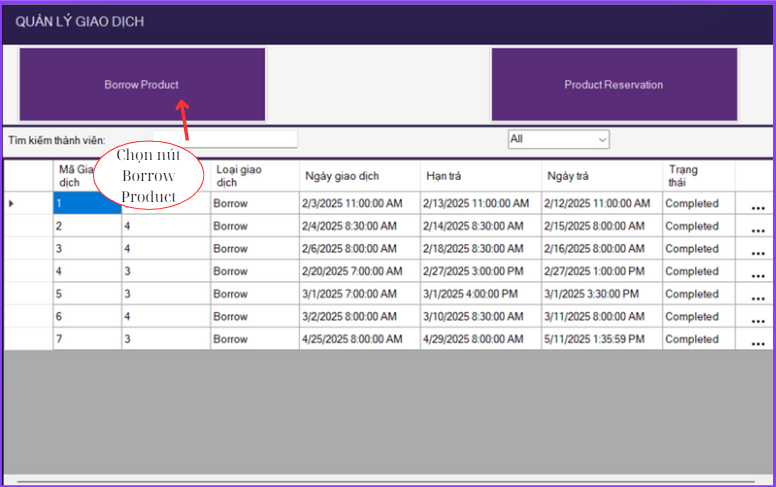 QUẢN LÝ GIAO DỊCH
Borrow Product Product Reservation
Tìm kiếm thành viên: All
Chọn nút
Borrow
Product
Mã Gia
dịch Loại giao
dịch Ngày giao dịch Hạn trả Ngày trả Trạng
thái
1 Borrow 2/3/2025 11:00:00 AM 2/13/2025 11:00:00 AM 2/12/2025 11:00:00 AM Completed ...
2 4 Borrow 2/4/2025 8:30:00 AM 2/14/2025 8:30:00 AM 2/15/2025 8:00:00 AM Completed ...
3 4 Borrow 2/6/2025 8:00:00 AM 2/18/2025 8:30:00 AM 2/16/2025 8:00:00 AM Completed ...
4 3 Borrow 2/20/2025 7:00:00 AM 2/27/2025 3:00:00 PM 2/27/2025 1:00:00 PM Completed ...
5 3 Borrow 3/1/2025 7:00:00 AM 3/1/2025 4:00:00 PM 3/1/2025 3:30:00 PM Completed ...
6 4 Borrow 3/2/2025 8:00:00 AM 3/10/2025 8:30:00 AM 3/11/2025 8:00:00 AM Completed ...
7 3 Borrow 4/25/2025 8:00:00 AM 4/29/2025 8:00:00 AM 5/11/2025 1:35:59 PM Completed ...